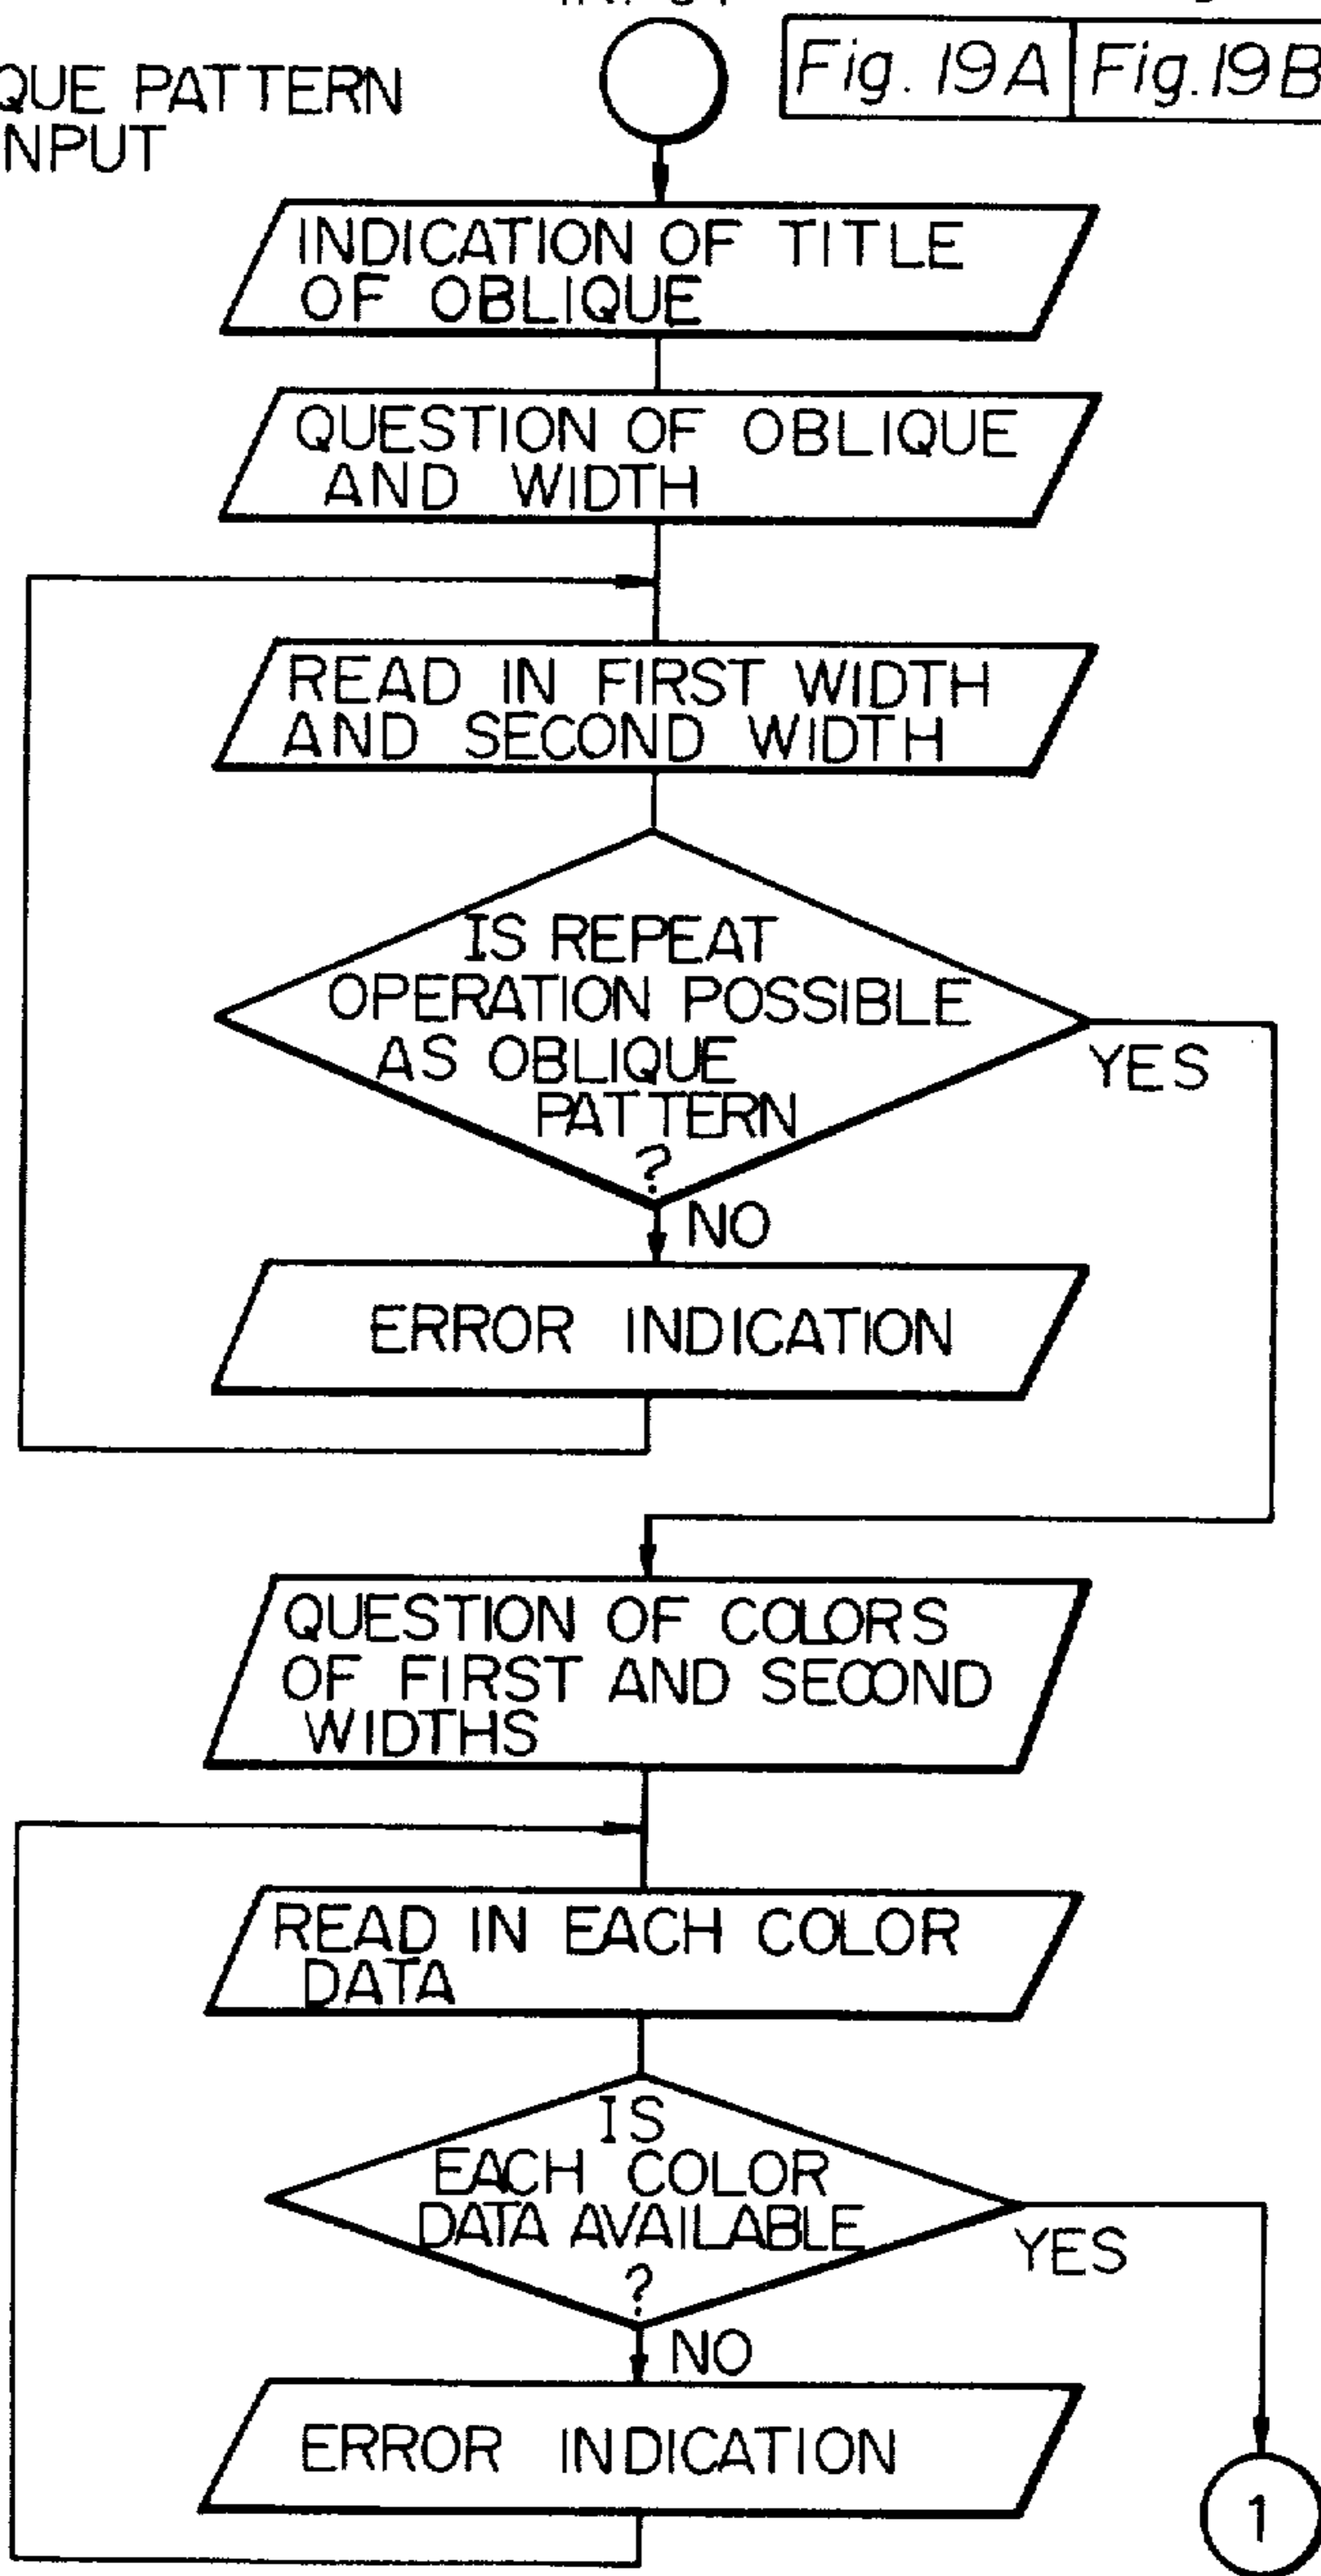 Fig. 19A Fig. 19B
QUE PATTERN
NPUT
INDICATION OF TITLE
OF OBLIQUE
QUESTION OF OBLIQUE
AND WIDTH
READ IN FIRST WIDTH
AND SECOND WIDTH
IS REPEAT
OPERATION POSSIBLE
AS OBLIQUE
PATTERN
?
YES
NO
ERROR INDICATION
QUESTION OF COLORS
OF FIRST AND SECOND
WIDTHS
READ IN EACH COLOR
DATA
IS
EACH COLOR
DATA AVAILABLE
?
YES
NO
ERROR INDICATION
1